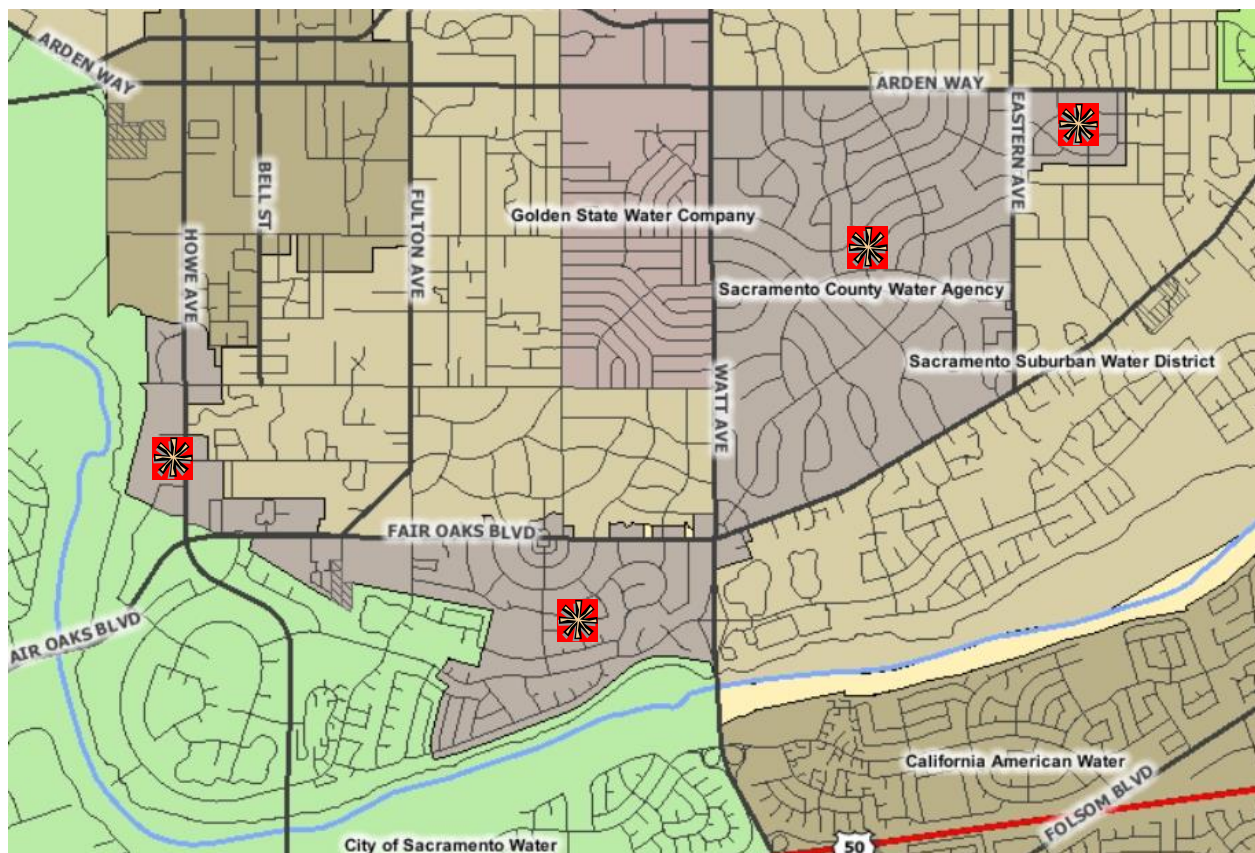 ARDEN WAY
ARDEN WAY
EASTERN AVE
BELL ST
FULTON AVE
Golden State Water Company
HOWE AVE
Sacramento County Water Agency
Sacramento Suburban Water District
WATT AVE
FAIR OAKS BLVD
AIR OAKS BLVD
California American Water
FOLSOM BLVD
City of Sacramento Water
50